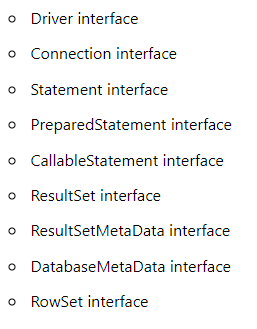 Driver interface
Connection interface
Statement interface
PreparedStatement interface
CallableStatement interface
ResultSet interface
ResultSetMetaData interface
DatabaseMetaData interface
RowSet interface